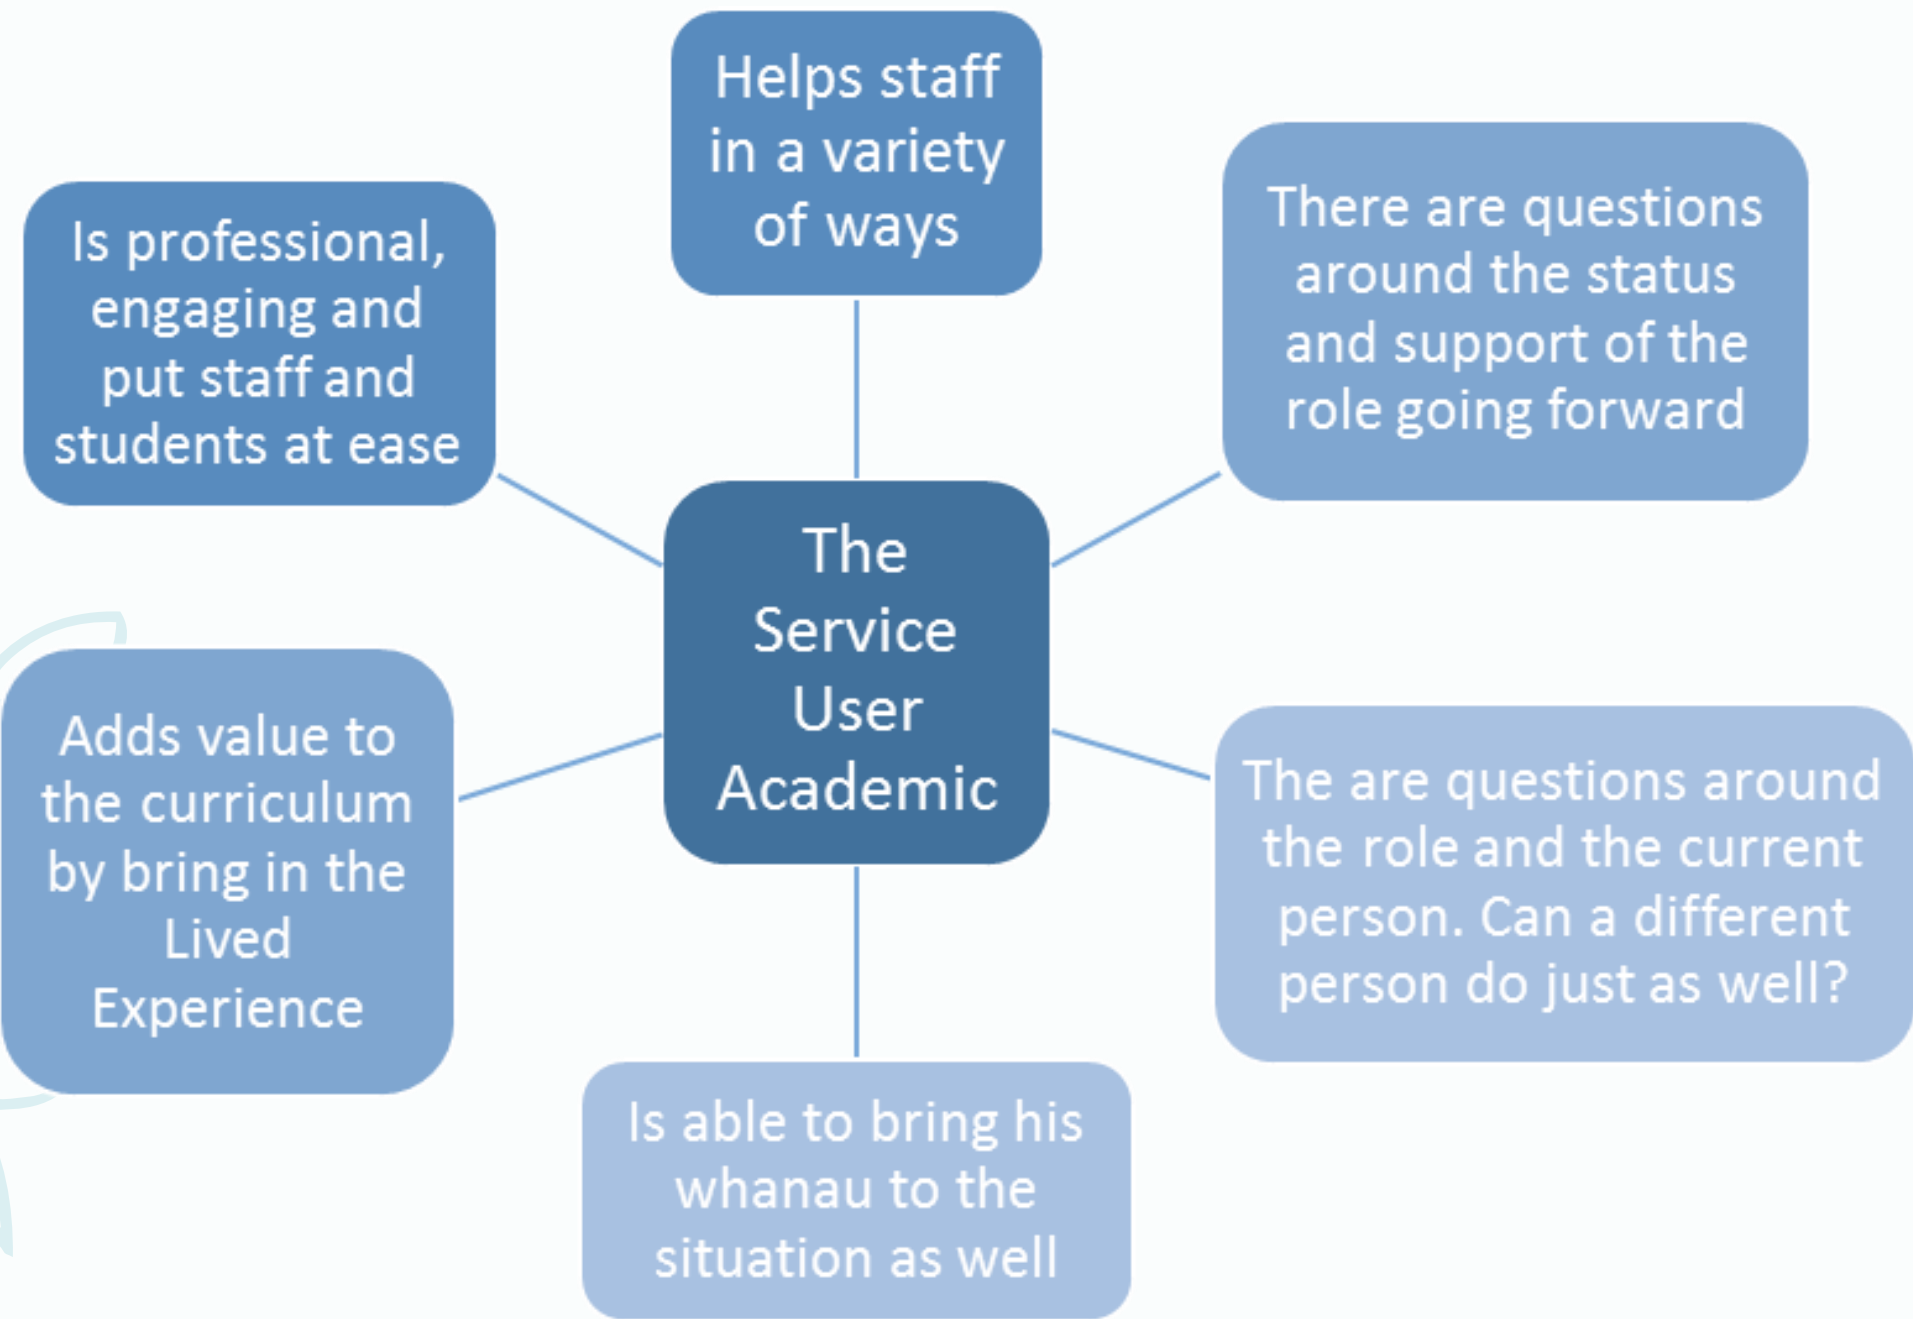 Helps staff
in a variety
of ways
There are questions
around the status
and support of the
role going forward
The are questions around
the role and the current
person. Can a different
person do just as well?
Is able to bring his
whanau to the
situation as well
Adds value to
the curriculum
by bring in the
Lived
Experience
Is professional,
engaging and
put staff and
students at ease
The
Service
User
Academic